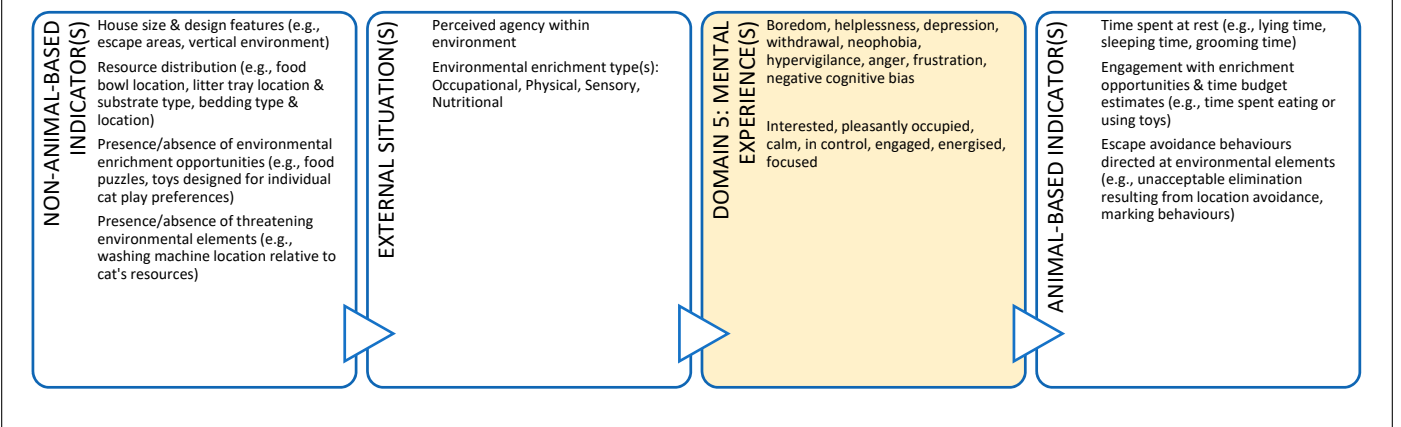 NON-ANIMAL-BASED
INDICATOR(S)
House size & design features (e.g.,
escape areas, vertical environment)
Resource distribution (e.g., food
bowl location, litter tray location &
substrate type, bedding type &
location)
Presence/absence of environmental
enrichment opportunities (e.g., food
puzzles, toys designed for individual
cat play preferences)
Presence/absence of threatening
environmental elements (e.g.,
washing machine location relative to
cat's resources)
EXTERNAL SITUATION(S)
Perceived agency within
environment
Environmental enrichment type(s):
Occupational, Physical, Sensory,
Nutritional
DOMAIN 5: MENTAL
EXPERIENCE(S)
Boredom, helplessness, depression,
withdrawal, neophobia,
hypervigilance, anger, frustration,
negative cognitive bias
Interested, pleasantly occupied,
calm, in control, engaged, energised,
focused
ANIMAL-BASED INDICATOR(S)
Time spent at rest (e.g., lying time,
sleeping time, grooming time)
Engagement with enrichment
opportunities & time budget
estimates (e.g., time spent eating or
using toys)
Escape avoidance behaviours
directed at environmental elements
(e.g., unacceptable elimination
resulting from location avoidance,
marking behaviours)